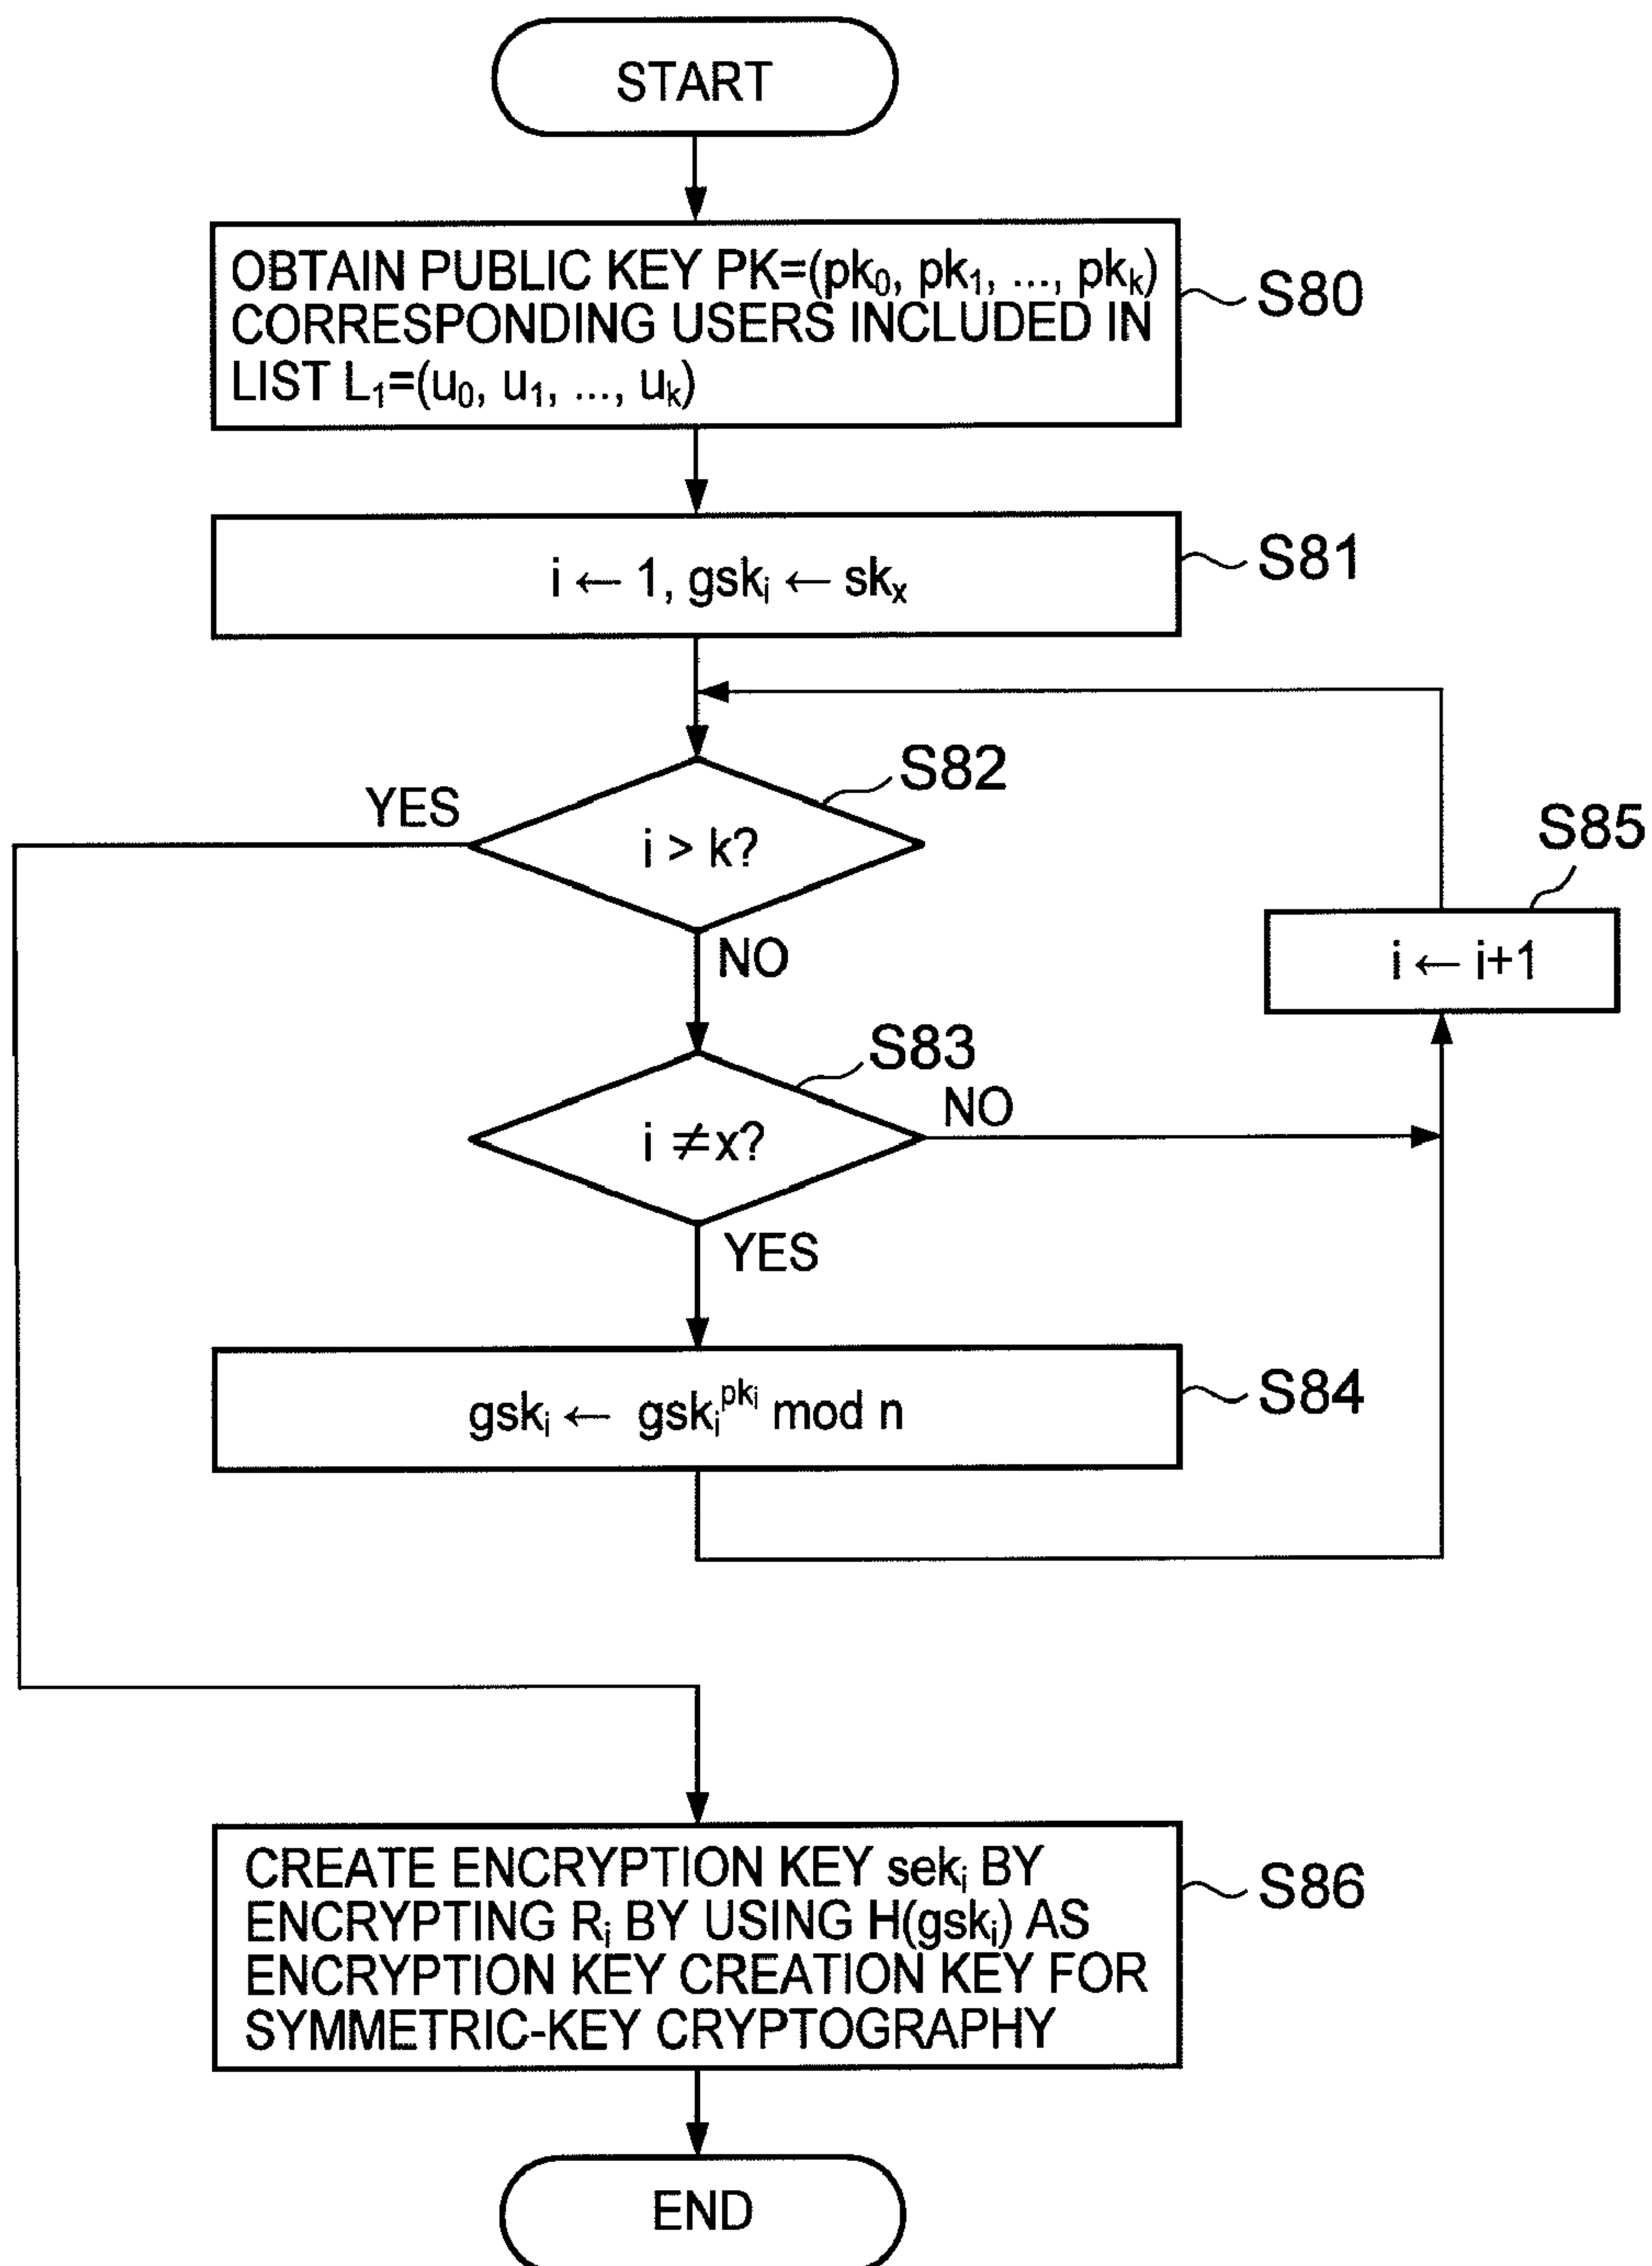 START
OBTAIN PUBLIC KEY PK=(pk₀, pk₁, ..., pkₖ)
CORRESPONDING USERS INCLUDED IN
LIST L₁=(u₀, u₁, ..., uₖ)
S80
i ← 1, gskᵢ ← skₓ
S81
S82
YES
i > k?
NO
S85
i ← i+1
S83
NO
i ≠x?
YES
gskᵢ ← gskᵢ^pkᵢ mod n
S84
CREATE ENCRYPTION KEY sekᵢ BY
ENCRYPTING Rᵢ BY USING H(gskᵢ) AS
ENCRYPTION KEY CREATION KEY FOR
SYMMETRIC-KEY CRYPTOGRAPHY
S86
END